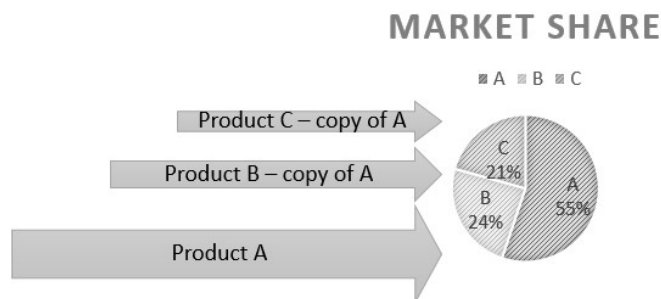 MARKET SHARE
A B C
Product C – copy of A
Product B – copy of A
Product A
C
21%
B
24%
A
55%